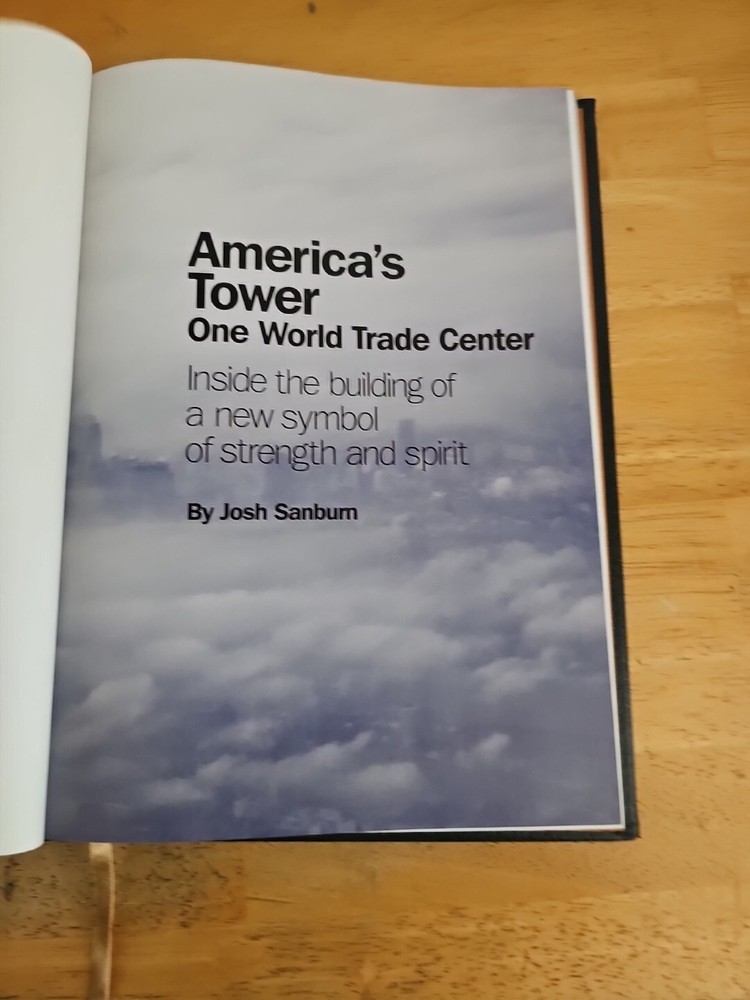 America's
Tower
One World Trade Center
Inside the building of
a new symbol
of strength and spirit
By Josh Sanburn